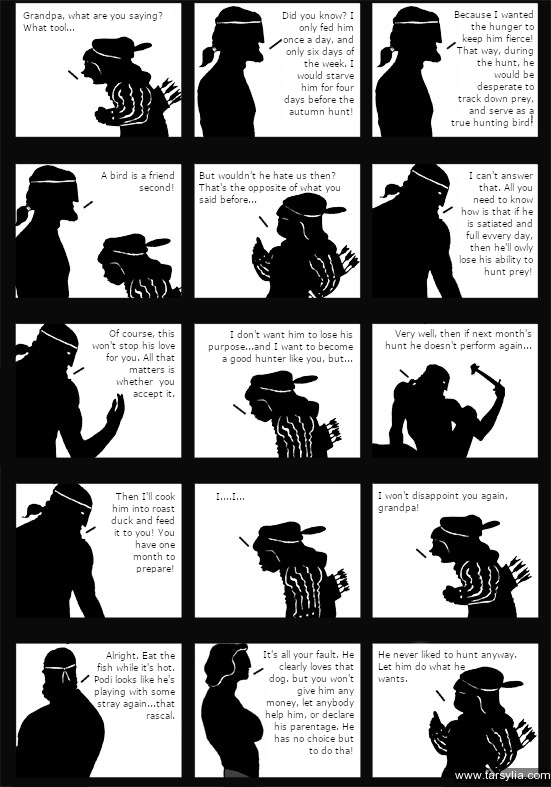 Grandpa, what are you saying?
What tool...
Did you know? I
only fed him
once a day, and
only six days of
the week. I
would starve
him for four
days before the
autumn hunt!
Because I wanted
the hunger to
keep him fierce!
That way, during
the hunt, he
would be
desperate to
track down prey,
and serve as a
true hunting bird!
A bird is a friend
second!
But wouldn't he hate us then?
That's the opposite of what you
said before...
I can't answer
that. All you
need to know
how is that if he
is satiated and
full evvery day,
then he'll owly
lose his ability to
hunt prey!
Of course, this
won't stop his love
for you. All that
matters is
whether you
accept it.
I don't want him to lose his
purpose...and I want to become
a good hunter like you, but...
Very well, then if next month's
hunt he doesn't perform again...
Then I'll cook
him into roast
duck and feed
it to you! You
have one
month to
prepare!
I....I...
I won't disappoint you again,
grandpa!
Alright. Eat the
fish while it's hot.
Podi looks like he's
playing with some
stray again...that
rascal.
It's all your fault. He
clearly loves that
dog. but you won't
give him any
money, let anybody
help him, or declare
his parentage. He
has no choice but
to do tha!
He never liked to hunt anyway.
Let him do what he
wants.
www.tarsylia.com